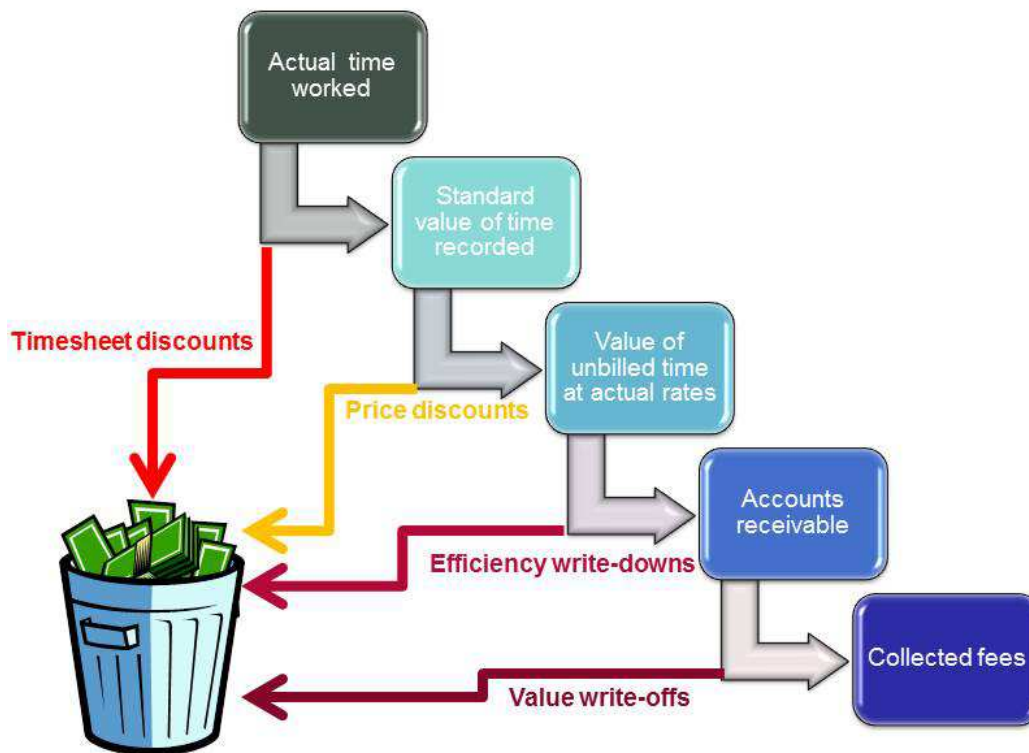 Actual time
worked
Standard
value of time
recorded
Timesheet discounts
Value of
unbilled time
at actual rates
Price discounts
Accounts
receivable
Efficiency write-downs
Collected fees
Value write-offs